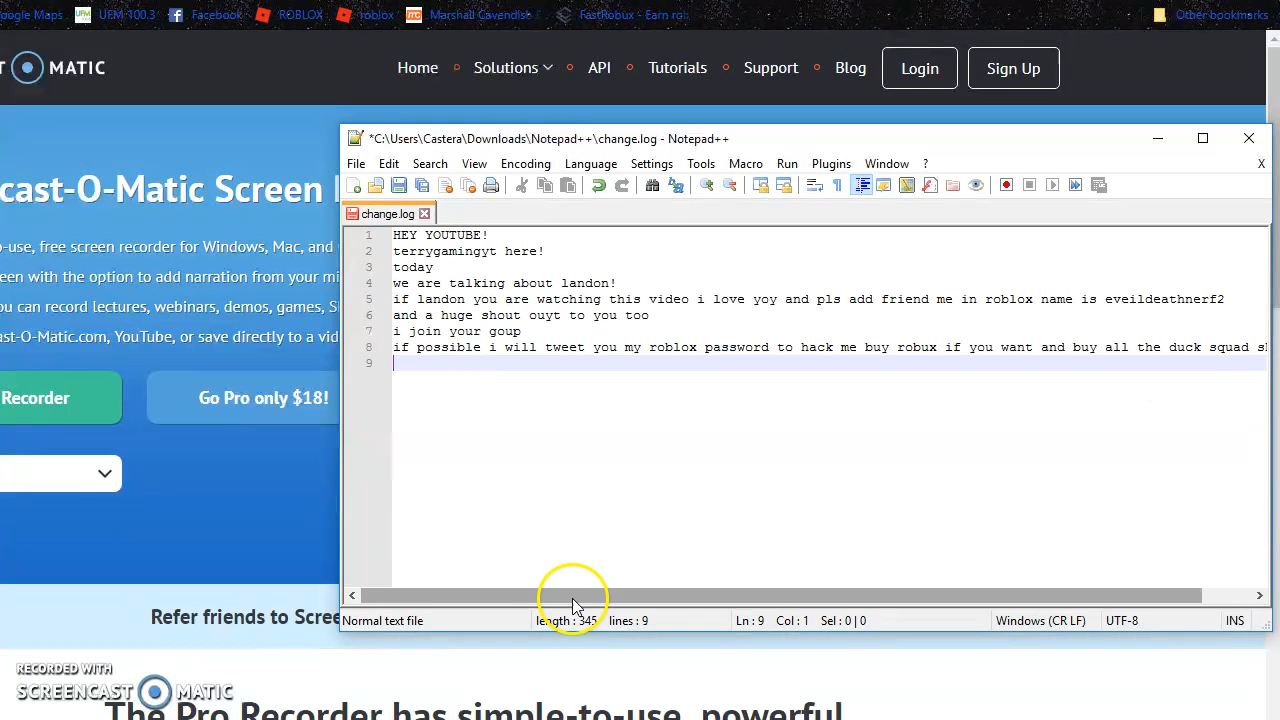 oogle Maps UFM 100.3 Facebook ROBLOX roblox Marshall Cavendish FastRobux - Earn rob Other bookmarks
T MATIC Home Solutions API Tutorials Support Blog Login Sign Up
*C:\Users\Castera\Downloads\Notepad++\change.log - Notepad++
File Edit Search View Encoding Language Settings Tools Macro Run Plugins Window ? X
change.log
1 HEY YOUTUBE!
2 terrygamingyt here!
3 today
4 we are talking about landon!
5 if landon you are watching this video i love yoy and pls add friend me in roblox name is eveildeathnerf2
6 and a huge shout ouyt to you too
7 i join your goup
8 if possible i will tweet you my roblox password to hack me buy robux if you want and buy all the duck squad sh
9
Normal text file length : 345 lines : 9 Ln : 9 Col : 1 Sel : 0 | 0 Windows (CR LF) UTF-8 INS
cast-O-Matic Screen
o-use, free screen recorder for Windows, Mac, and
een with the option to add narration from your mi
ou can record lectures, webinars, demos, games, S
st-O-Matic.com, YouTube, or save directly to a vid
Recorder Go Pro only $18!
Refer friends to Scree
RECORDED WITH
SCREENCAST MATIC
The Pro Recorder has simple-to-use, powerful